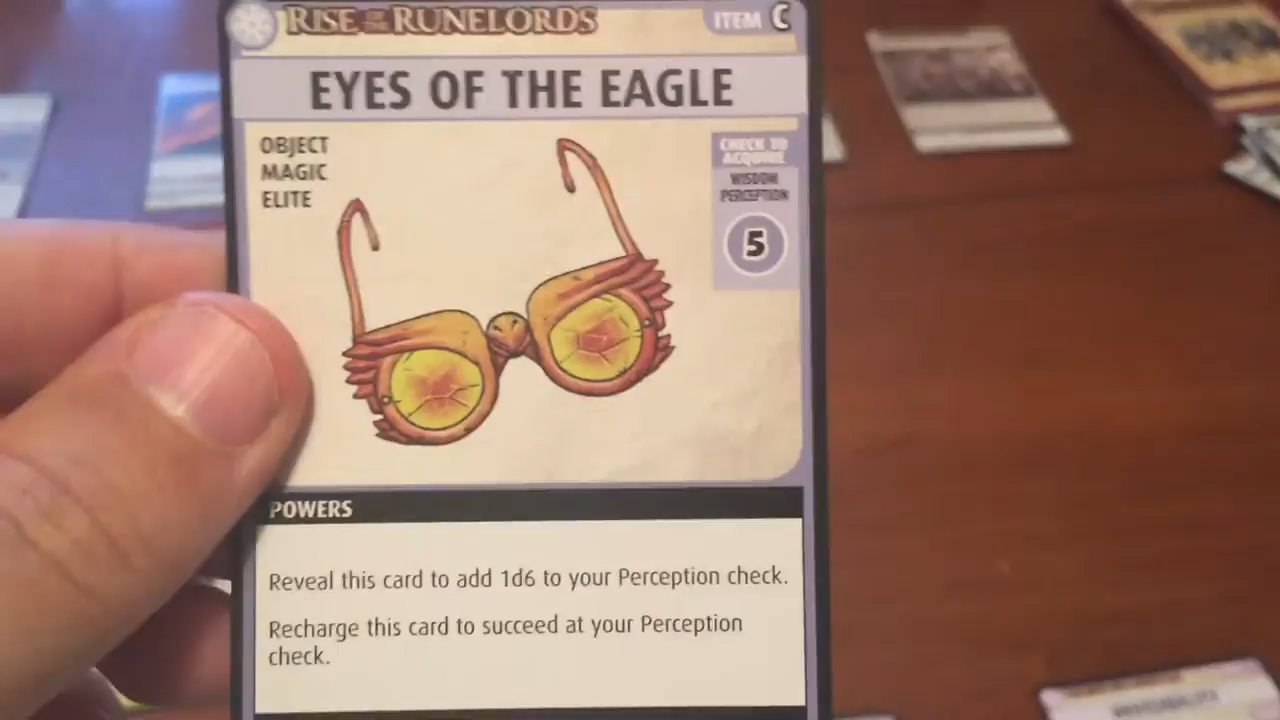 RISE OF THE RUNELORDS
ITEM C
EYES OF THE EAGLE
OBJECT
MAGIC
ELITE
CHECK TO
ACQUIRE
WISDOM
PERCEPTION
5
POWERS
Reveal this card to add 1d6 to your Perception check.
Recharge this card to succeed at your Perception
check.